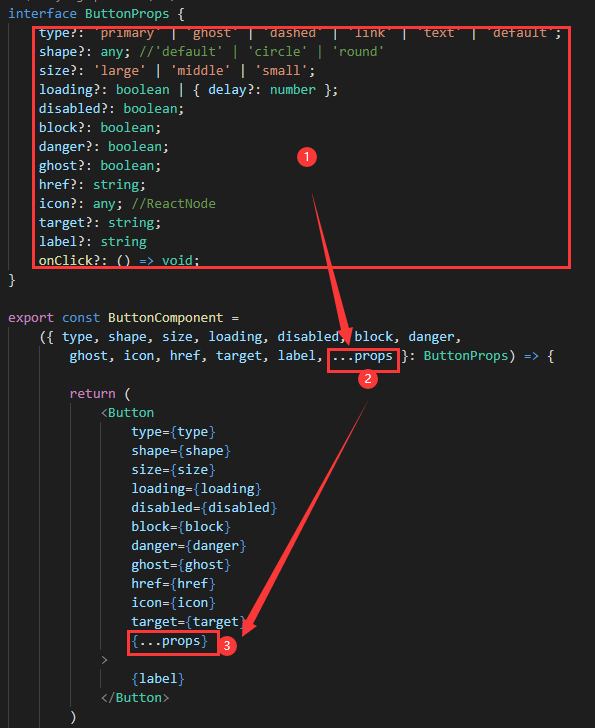 interface ButtonProps {
type?: 'primary' | 'ghost' | 'dashed' | 'link' | 'text' | 'default';
shape?: any; //'default' | 'circle' | 'round'
size?: 'large' | 'middle' | 'small';
loading?: boolean | { delay?: number };
disabled?: boolean;
block?: boolean;
danger?: boolean;
ghost?: boolean;
1
href?: string;
icon?: any; //ReactNode
target?: string;
label?: string
onClick?: () => void;
}
export const ButtonComponent =
({ type, shape, size, loading, disabled, block, danger,
ghost, icon, href, target, label, ...props }: ButtonProps) => {
2
return (
<Button
type={type}
shape={shape}
size={size}
loading={loading}
disabled={disabled}
block={block}
danger={danger}
ghost={ghost}
href={href}
icon={icon}
target={target}
{...props}
3
>
{label}
</Button>
)